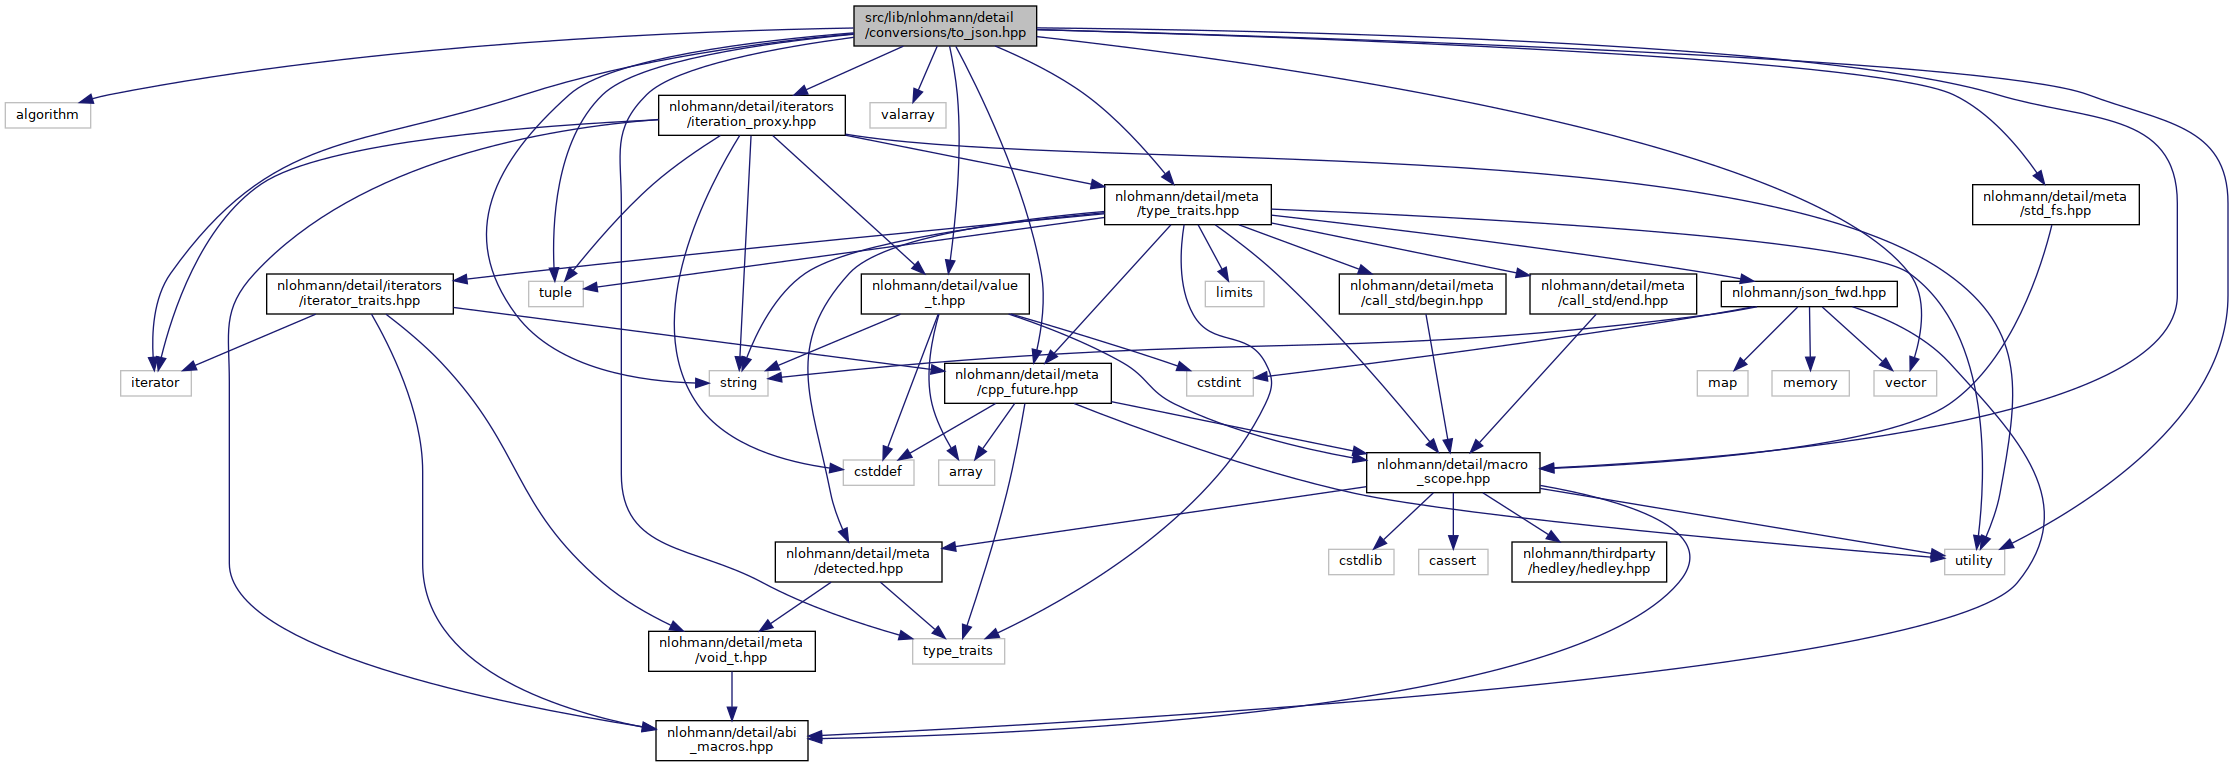 src/lib/nlohmann/detail
/conversions/to_json.hpp
algorithm
nlohmann/detail/iterators
/iteration_proxy.hpp
valarray
nlohmann/detail/meta
/type_traits.hpp
nlohmann/detail/meta
/std_fs.hpp
nlohmann/detail/iterators
/iterator_traits.hpp
tuple
nlohmann/detail/value
_t.hpp
limits
nlohmann/detail/meta
/call_std/begin.hpp
nlohmann/detail/meta
/call_std/end.hpp
nlohmann/json_fwd.hpp
iterator
string
nlohmann/detail/meta
/cpp_future.hpp
cstdint
map
memory
vector
cstddef
array
nlohmann/detail/macro
_scope.hpp
nlohmann/detail/meta
/detected.hpp
cstdlib
cassert
nlohmann/thirdparty
/hedley/hedley.hpp
utility
nlohmann/detail/meta
/void_t.hpp
type_traits
nlohmann/detail/abi
_macros.hpp